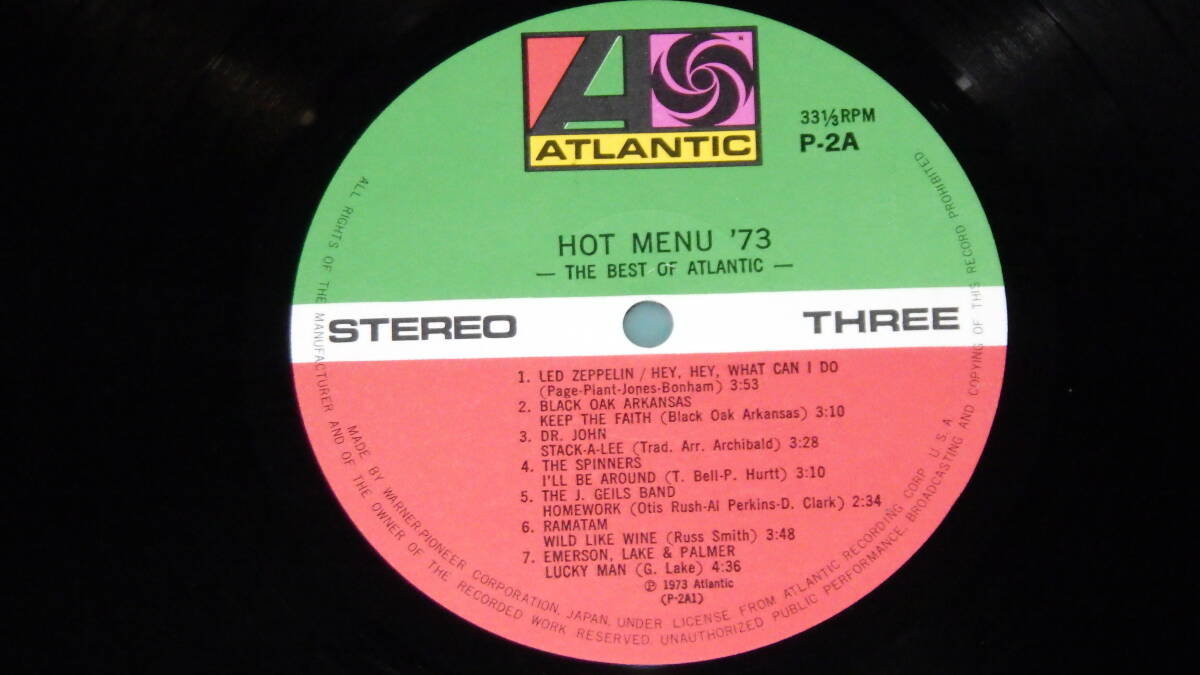 ATLANTIC
33⅓ RPM
P-2A
HOT MENU '73
— THE BEST OF ATLANTIC —
STEREO
THREE
1. LED ZEPPELIN / HEY, HEY, WHAT CAN I DO
(Page-Plant-Jones-Bonham) 3:53
2. BLACK OAK ARKANSAS
KEEP THE FAITH (Black Oak Arkansas) 3:10
3. DR. JOHN
STACK-A-LEE (Trad. Arr. Archibald) 3:28
4. THE SPINNERS
I'LL BE AROUND (T. Bell-P. Hurtt) 3:10
5. THE J. GEILS BAND
HOMEWORK (Otis Rush-Al Perkins-D. Clark) 2:34
6. RAMATAM
WILD LIKE WINE (Russ Smith) 3:48
7. EMERSON, LAKE & PALMER
LUCKY MAN (G. Lake) 4:36
℗ 1973 Atlantic
(P-2A1)
MADE BY WARNER-PIONEER CORPORATION, JAPAN, UNDER LICENSE FROM ATLANTIC RECORDING CORP. U.S.A
ALL RIGHTS OF THE MANUFACTURER AND OF THE OWNER OF THE RECORDED WORK RESERVED. UNAUTHORIZED PUBLIC PERFORMANCE, BROADCASTING AND COPYING OF THIS RECORD PROHIBITED